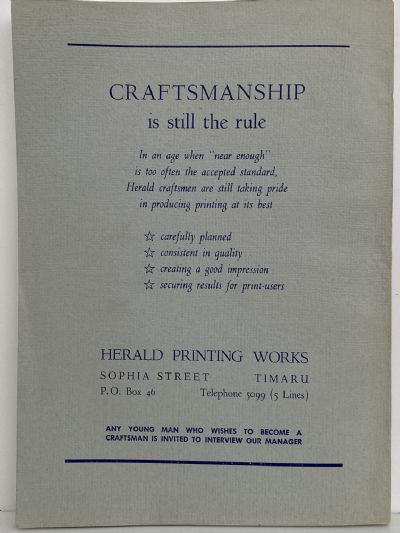 CRAFTSMANSHIP
is still the rule
In an age when "near enough"
is too often the accepted standard,
Herald craftsmen are still taking pride
in producing printing at its best
☆ carefully planned
☆ consistent in quality
☆ creating a good impression
☆ securing results for print-users
HERALD PRINTING WORKS
SOPHIA STREET TIMARU
P.O. Box 46 Telephone 5099 (5 Lines)
ANY YOUNG MAN WHO WISHES TO BECOME A
CRAFTSMAN IS INVITED TO INTERVIEW OUR MANAGER